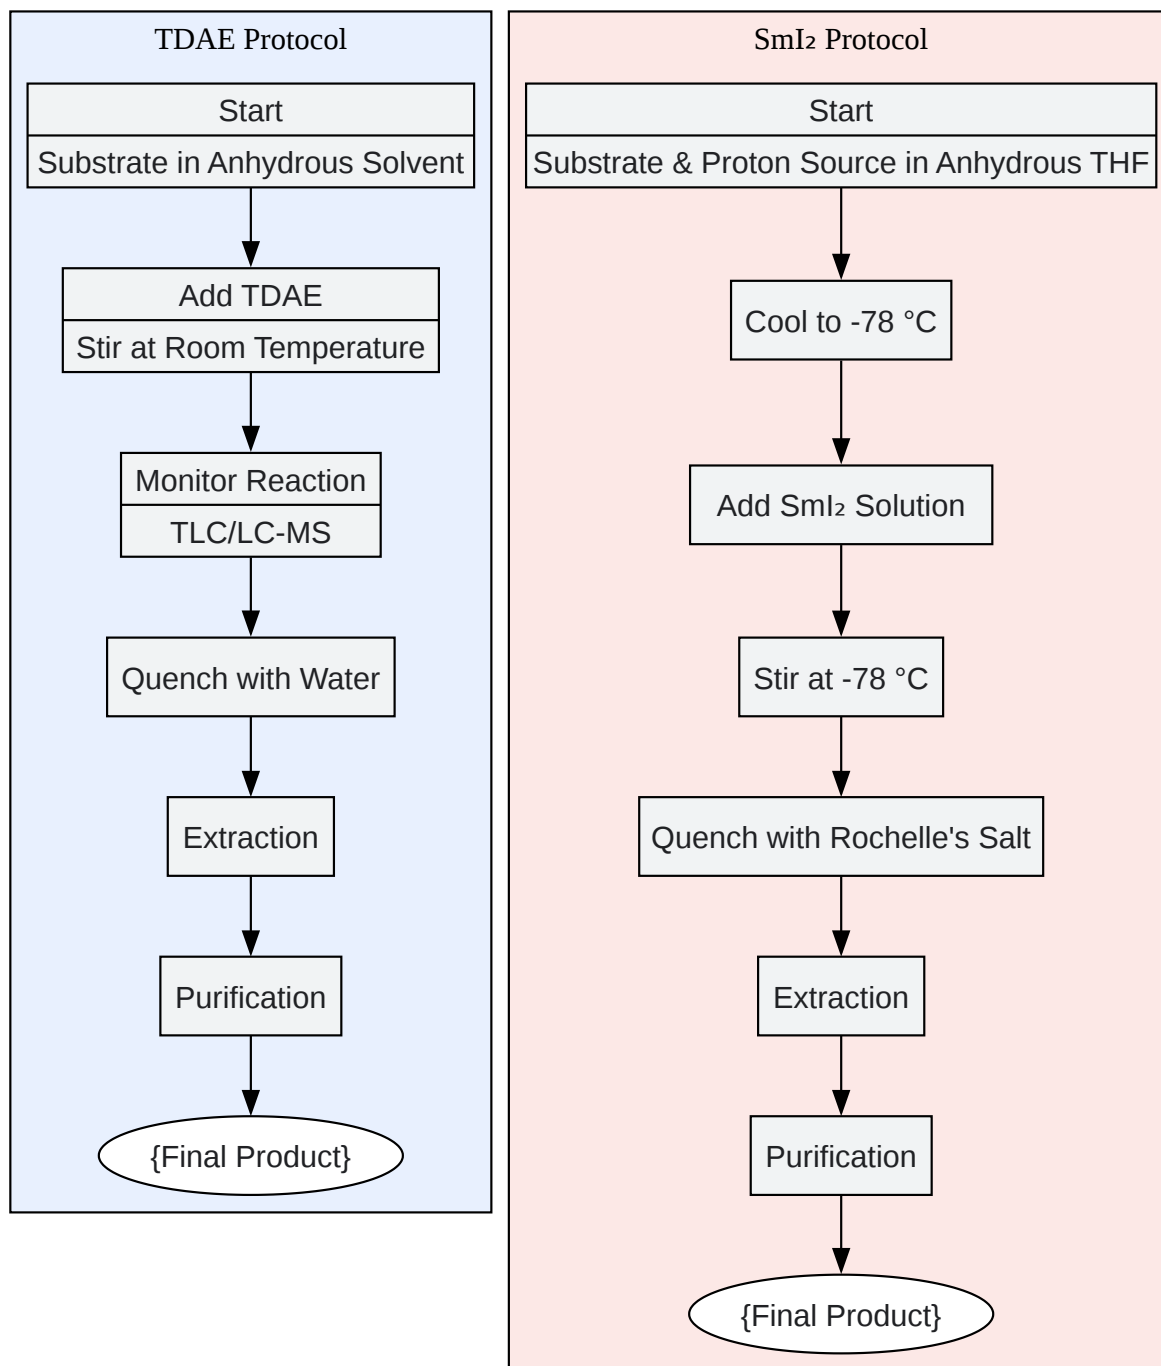 TDAE Protocol
Start
Substrate in Anhydrous Solvent
Add TDAE
Stir at Room Temperature
Monitor Reaction
TLC/LC-MS
Quench with Water
Extraction
Purification
{Final Product}
SmI₂ Protocol
Start
Substrate & Proton Source in Anhydrous THF
Cool to -78 °C
Add SmI₂ Solution
Stir at -78 °C
Quench with Rochelle's Salt
Extraction
Purification
{Final Product}